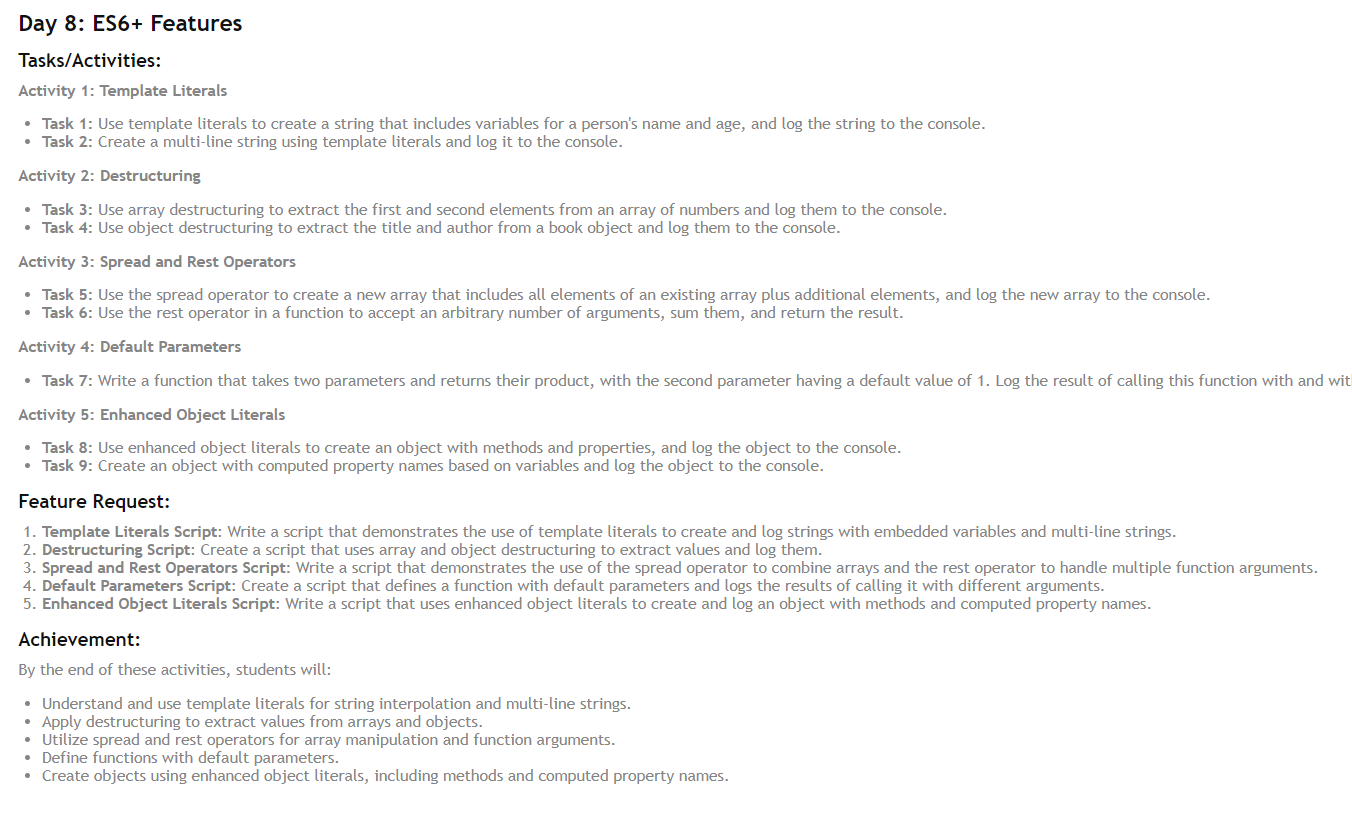 Day 8: ES6+ Features
Tasks/Activities:
Activity 1: Template Literals
• Task 1: Use template literals to create a string that includes variables for a person's name and age, and log the string to the console.
• Task 2: Create a multi-line string using template literals and log it to the console.
Activity 2: Destructuring
• Task 3: Use array destructuring to extract the first and second elements from an array of numbers and log them to the console.
• Task 4: Use object destructuring to extract the title and author from a book object and log them to the console.
Activity 3: Spread and Rest Operators
• Task 5: Use the spread operator to create a new array that includes all elements of an existing array plus additional elements, and log the new array to the console.
• Task 6: Use the rest operator in a function to accept an arbitrary number of arguments, sum them, and return the result.
Activity 4: Default Parameters
• Task 7: Write a function that takes two parameters and returns their product, with the second parameter having a default value of 1. Log the result of calling this function with and
Activity 5: Enhanced Object Literals
• Task 8: Use enhanced object literals to create an object with methods and properties, and log the object to the console.
• Task 9: Create an object with computed property names based on variables and log the object to the console.
Feature Request:
1. Template Literals Script: Write a script that demonstrates the use of template literals to create and log strings with embedded variables and multi-line strings.
2. Destructuring Script: Create a script that uses array and object destructuring to extract values and log them.
3. Spread and Rest Operators Script: Write a script that demonstrates the use of the spread operator to combine arrays and the rest operator to handle multiple function arguments.
4. Default Parameters Script: Create a script that defines a function with default parameters and logs the results of calling it with different arguments.
5. Enhanced Object Literals Script: Write a script that uses enhanced object literals to create and log an object with methods and computed property names.
Achievement:
By the end of these activities, students will:
• Understand and use template literals for string interpolation and multi-line strings.
• Apply destructuring to extract values from arrays and objects.
• Utilize spread and rest operators for array manipulation and function arguments.
• Define functions with default parameters.
• Create objects using enhanced object literals, including methods and computed property names.